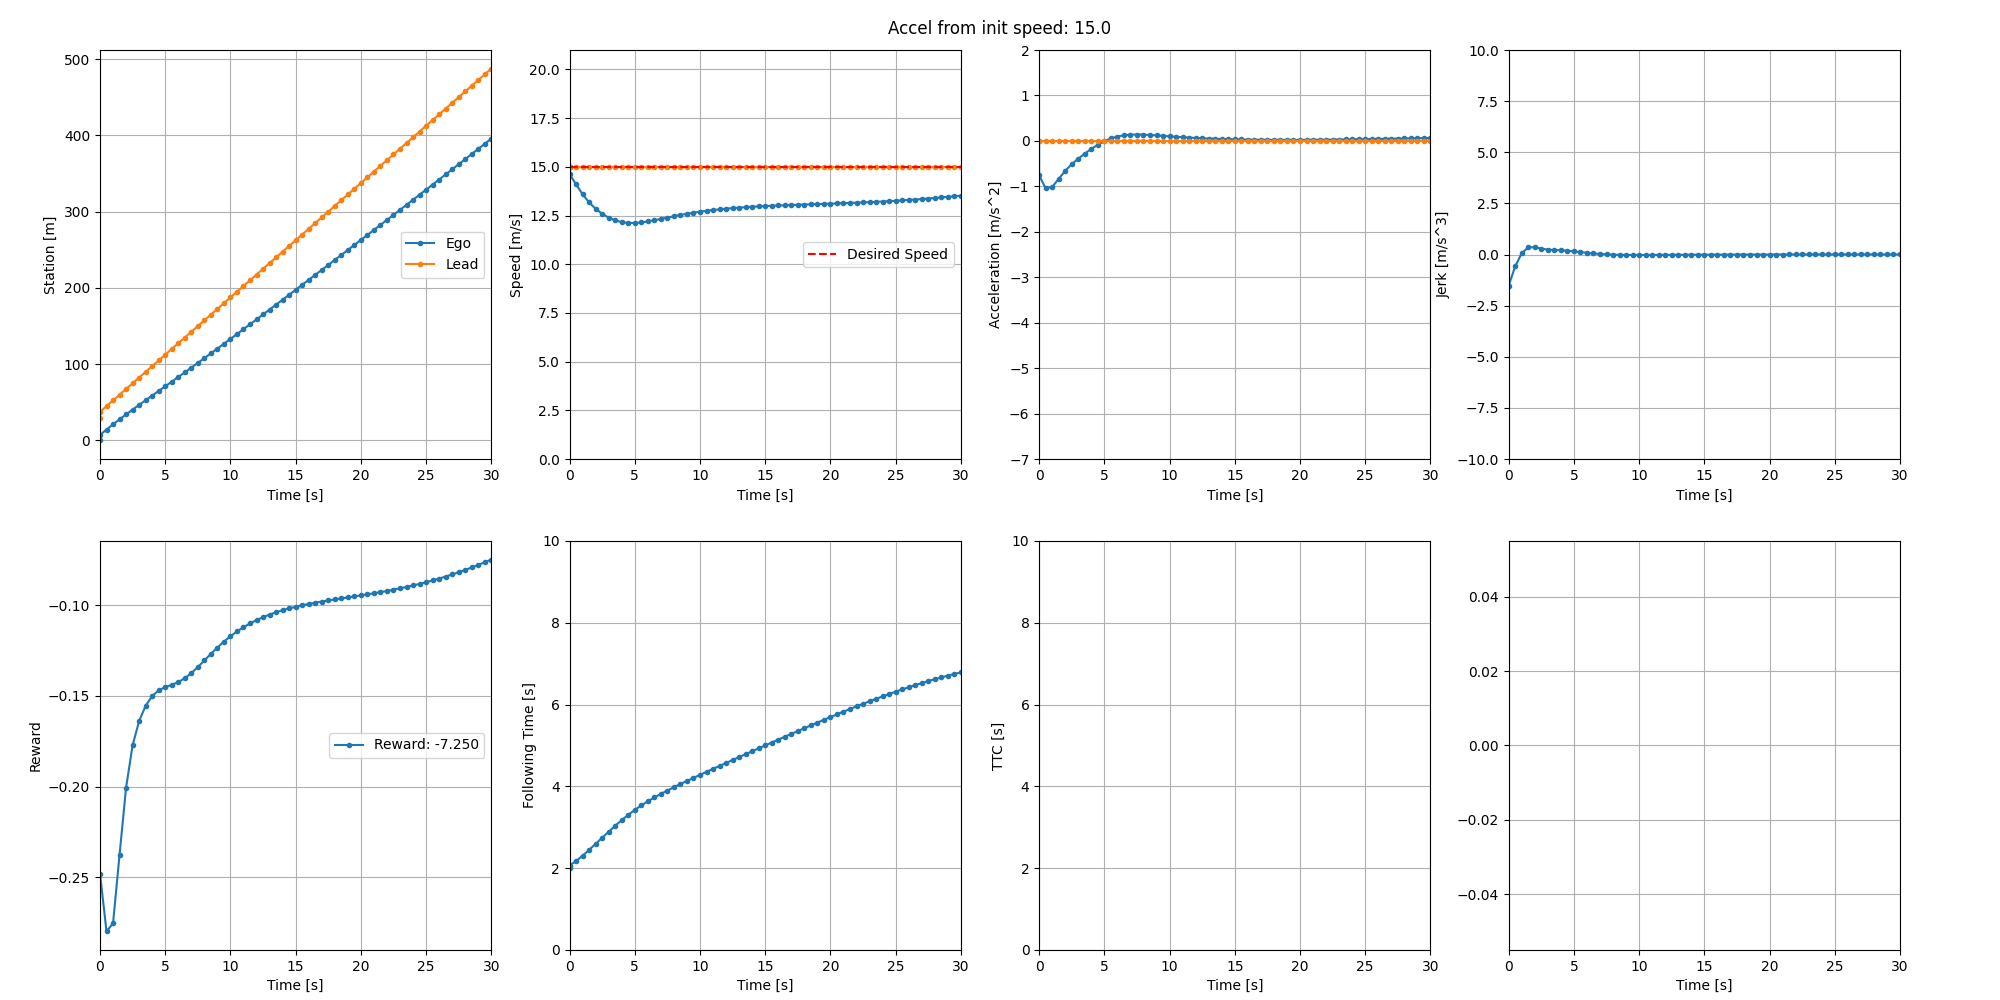 Accel from init speed: 15.0
500
400
300
200
100
0
Station [m]
Ego
Lead
0 5 10 15 20 25 30
Time [s]
20.0
17.5
15.0
12.5
10.0
7.5
5.0
2.5
0.0
Speed [m/s]
Desired Speed
0 5 10 15 20 25 30
Time [s]
2
1
0
−1
−2
−3
−4
−5
−6
−7
Acceleration [m/s^2]
0 5 10 15 20 25 30
Time [s]
10.0
7.5
5.0
2.5
0.0
−2.5
−5.0
−7.5
−10.0
Jerk [m/s^3]
0 5 10 15 20 25 30
Time [s]
−0.10
−0.15
−0.20
−0.25
Reward
Reward: -7.250
0 5 10 15 20 25 30
Time [s]
10
8
6
4
2
0
Following Time [s]
0 5 10 15 20 25 30
Time [s]
10
8
6
4
2
0
TTC [s]
0 5 10 15 20 25 30
Time [s]
0.04
0.02
0.00
−0.02
−0.04
0 5 10 15 20 25 30
Time [s]